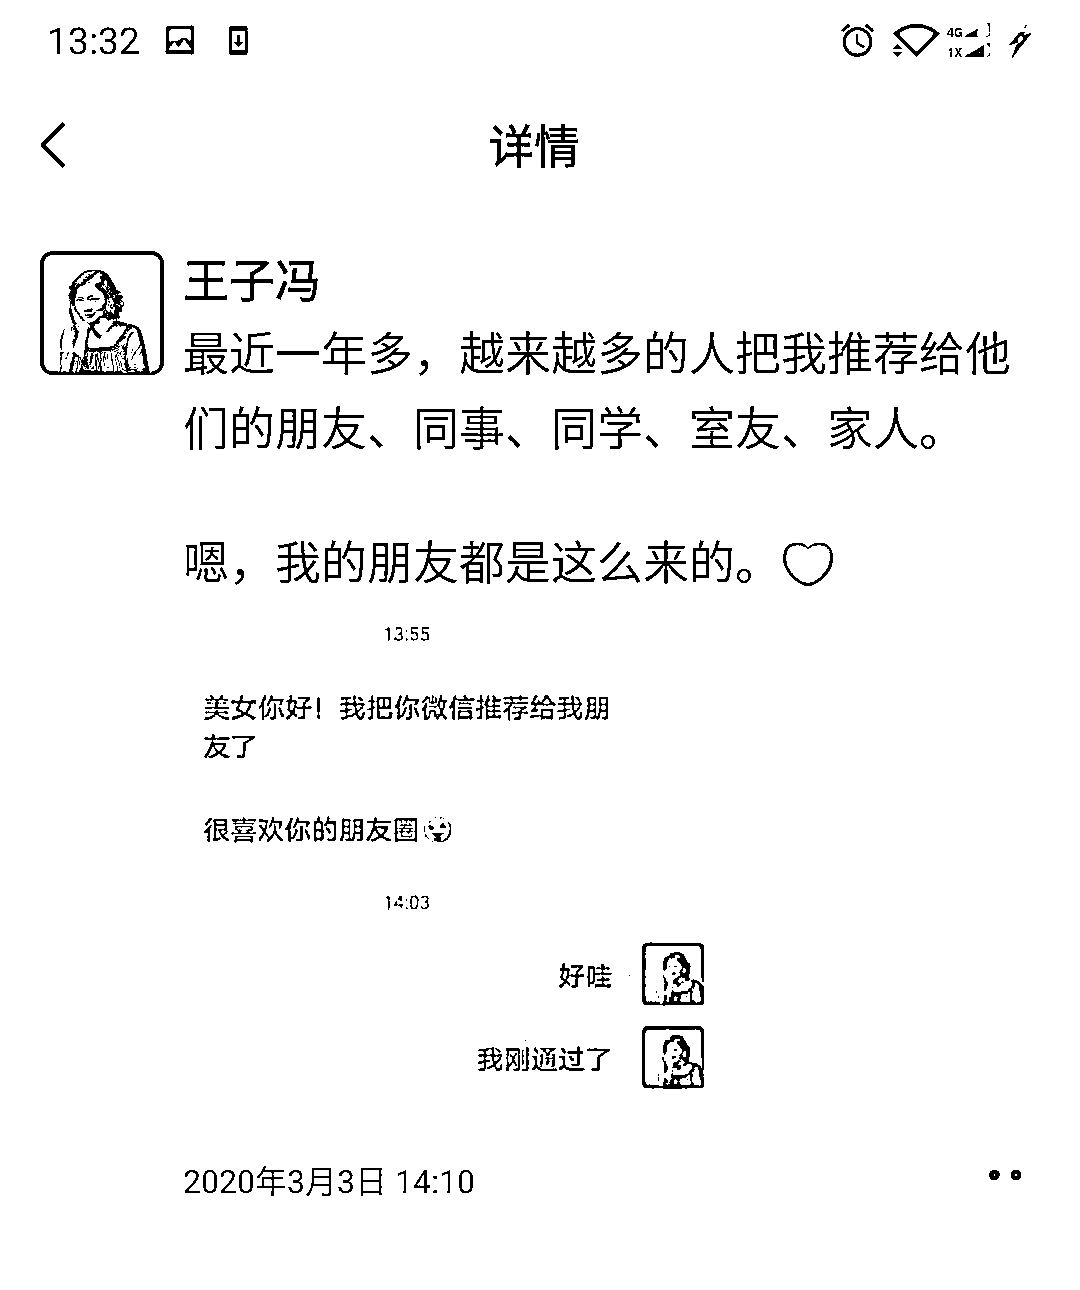 13:32
4G
1X
详情
王子冯
最近一年多，越来越多的人把我推荐给他
们的朋友、同事、同学、室友、家人。
嗯，我的朋友都是这么来的。
13:55
美女你好！我把你微信推荐给我朋
友了
很喜欢你的朋友圈
14:03
好哇
我刚通过了
2020年3月3日 14:10